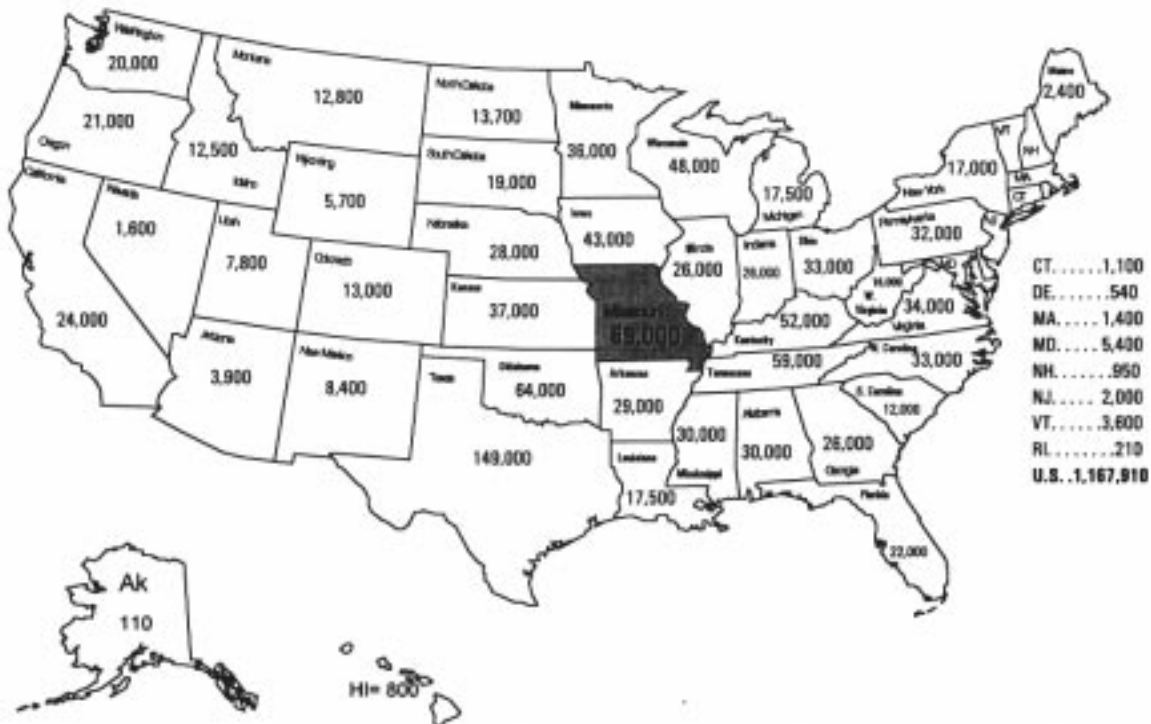 Washington
20,000
Montana
12,800
North Dakota
13,700
Minnesota
36,000
Wisconsin
48,000
17,500
Michigan
Maine
2,400
VT
NH
17,000
New York
MA
CT
21,000
Oregon
12,500
Idaho
Wyoming
5,700
South Dakota
19,000
California
24,000
Nevada
1,600
Utah
7,800
Colorado
13,000
Nebraska
28,000
Iowa
43,000
Illinois
26,000
Indiana
Ohio
33,000
Pennsylvania
32,000
NJ
MD
Kansas
37,000
Missouri
69,000
52,000
Kentucky
W.
Virginia
34,000
Virginia
Arizona
3,900
New Mexico
8,400
Texas
149,000
Oklahoma
64,000
Arkansas
29,000
Tennessee
59,000
N. Carolina
33,000
S. Carolina
12,000
30,000
Mississippi
Alabama
30,000
26,000
Georgia
Louisiana
17,500
Florida
22,000
CT.......1,100
DE........540
MA.....1,400
MD.....5,400
NH.......950
NJ......2,000
VT......3,600
RI.........210
U.S..1,167,910
Ak
110
HI= 800